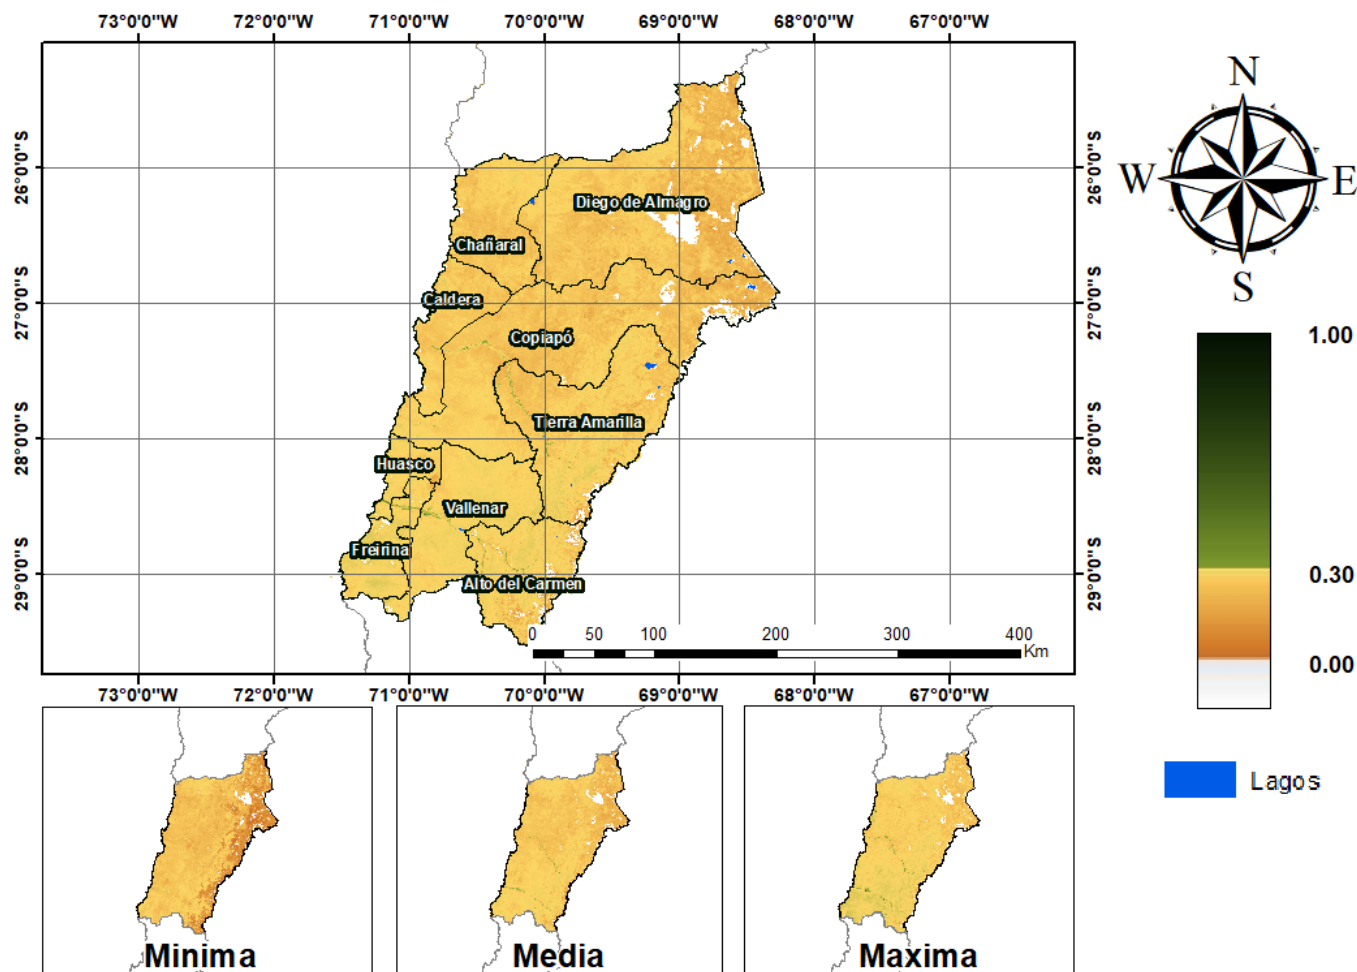 73°0'0"W 72°0'0"W 71°0'0"W 70°0'0"W 69°0'0"W 68°0'0"W 67°0'0"W
N
W E
S
26°0'0"S 26°0'0"S
Diego de Almagro
Chañaral
Caldera
27°0'0"S 27°0'0"S
Copiapó
1.00
Tierra Amarilla
28°0'0"S 28°0'0"S
Huasco
Vallenar
Freirina
29°0'0"S 29°0'0"S
Alto del Carmen
0.30
0 50 100 200 300 400
Km
0.00
73°0'0"W 72°0'0"W 71°0'0"W 70°0'0"W 69°0'0"W 68°0'0"W 67°0'0"W
Lagos
Minima Media Maxima